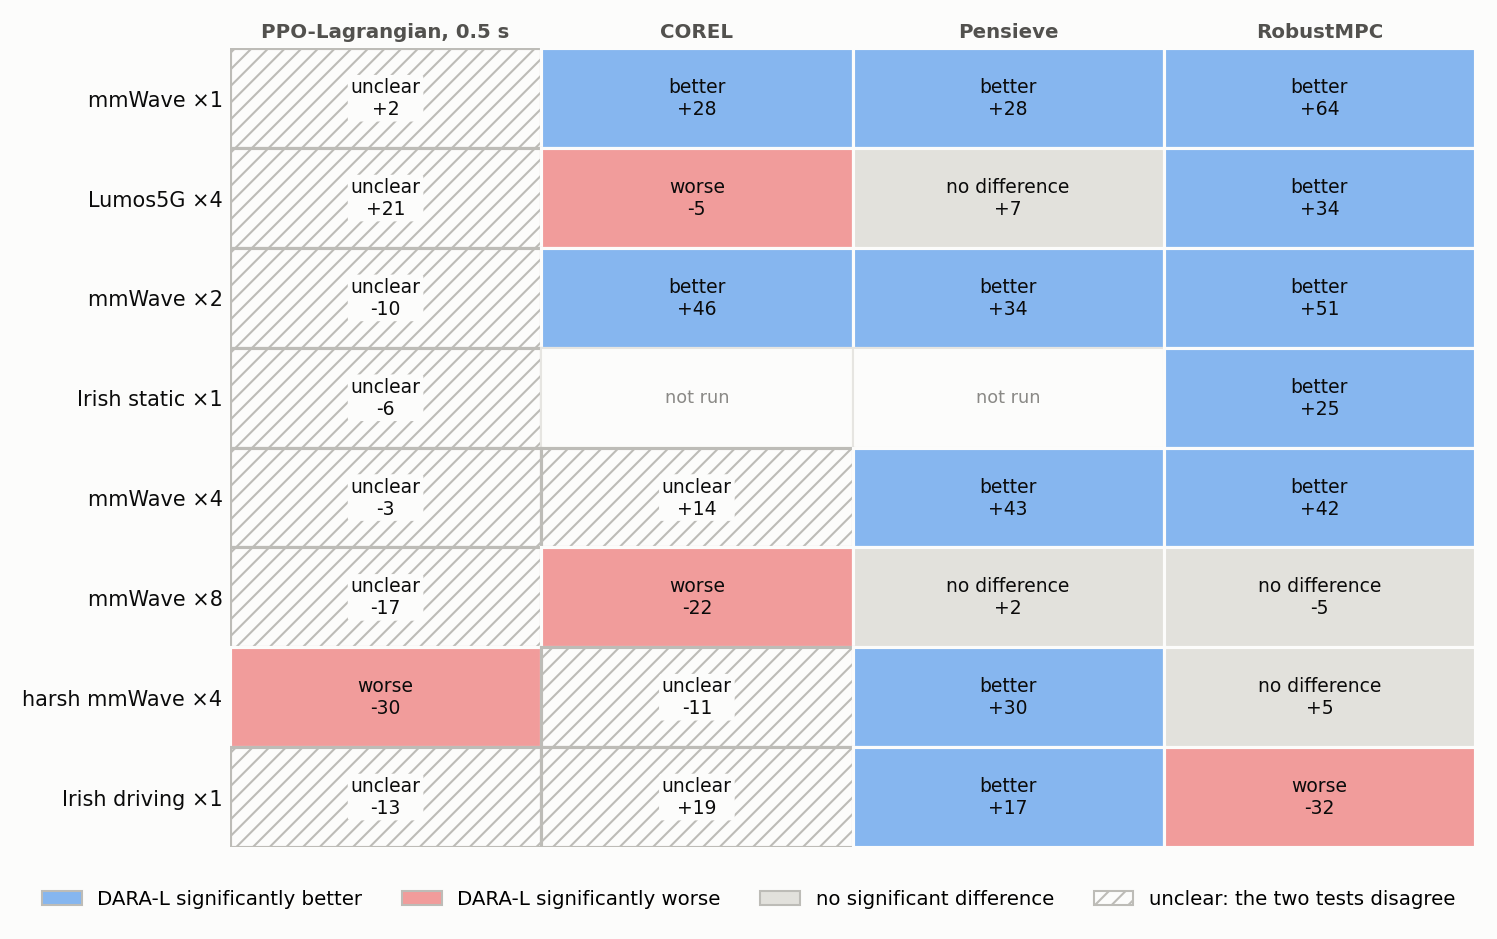 PPO-Lagrangian, 0.5 s COREL Pensieve RobustMPC
mmWave ×1
unclear
+2
better
+28
better
+28
better
+64
Lumos5G ×4
unclear
+21
worse
-5
no difference
+7
better
+34
mmWave ×2
unclear
-10
better
+46
better
+34
better
+51
Irish static ×1
unclear
-6
not run
not run
better
+25
mmWave ×4
unclear
-3
unclear
+14
better
+43
better
+42
mmWave ×8
unclear
-17
worse
-22
no difference
+2
no difference
-5
harsh mmWave ×4
worse
-30
unclear
-11
better
+30
no difference
+5
Irish driving ×1
unclear
-13
unclear
+19
better
+17
worse
-32
DARA-L significantly better DARA-L significantly worse no significant difference unclear: the two tests disagree